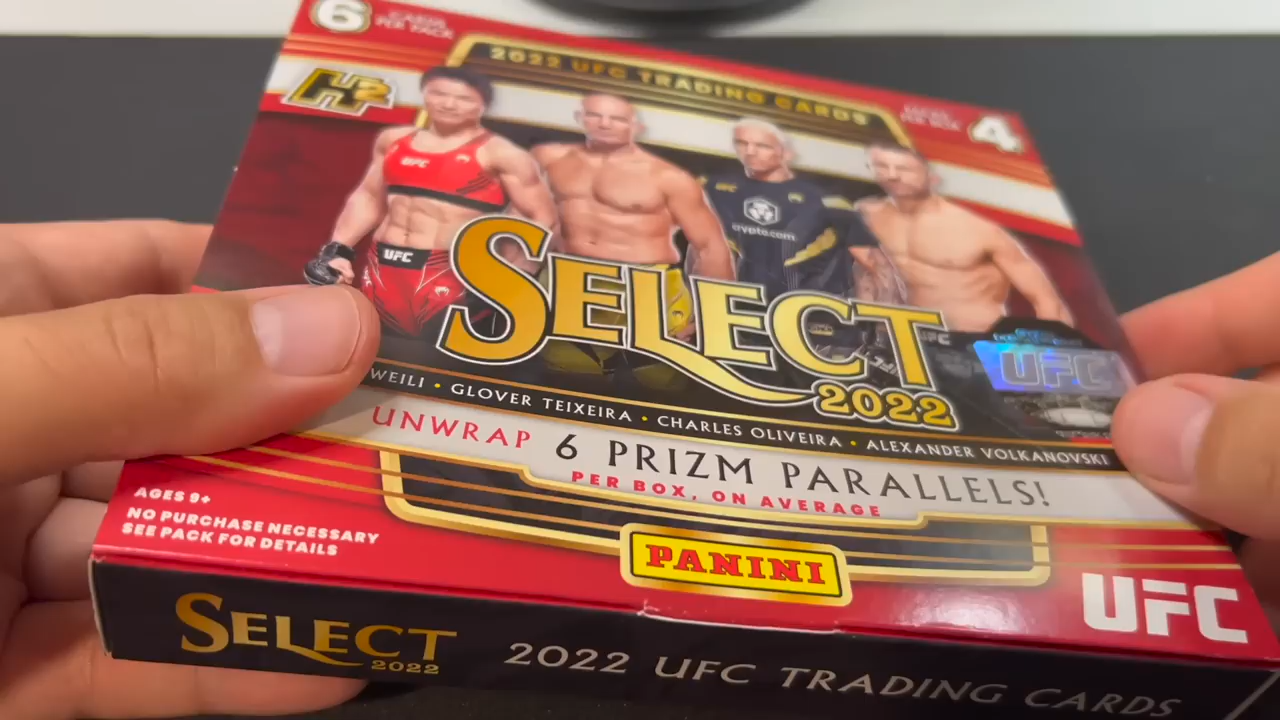 6 CARDS PER PACK
2022 UFC TRADING CARDS
H2
PACKS PER BOX 4
UFC
crypto.com
UFC
SELECT
2022
UFC
WEILI • GLOVER TEIXEIRA • CHARLES OLIVEIRA • ALEXANDER VOLKANOVSKI
UNWRAP 6 PRIZM PARALLELS!
PER BOX, ON AVERAGE
AGES 9+
NO PURCHASE NECESSARY
SEE PACK FOR DETAILS
PANINI
UFC
SELECT
2022
2022 UFC TRADING CARDS